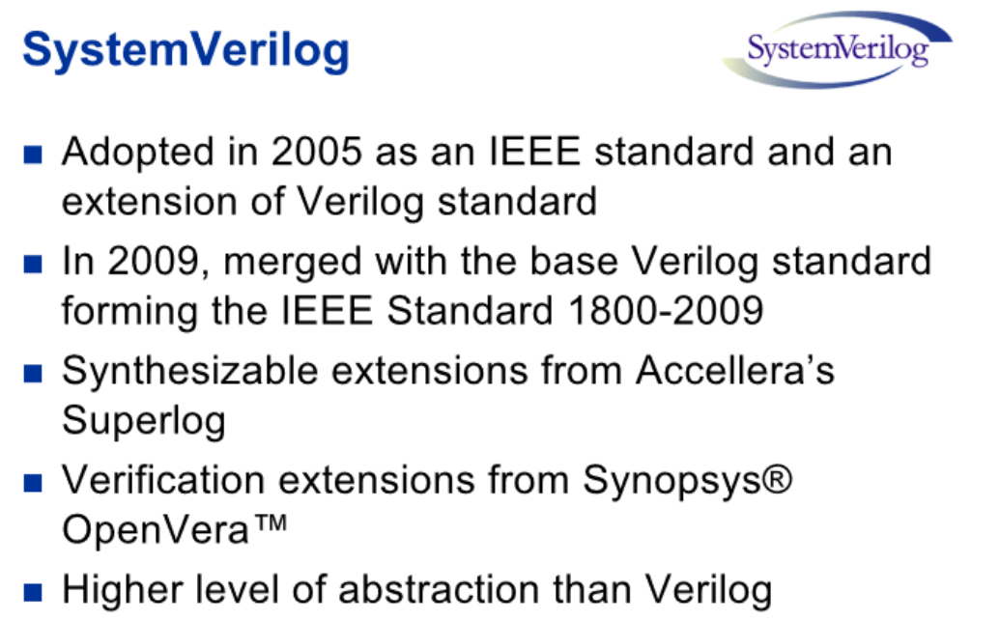 SystemVerilog
SystemVerilog
■ Adopted in 2005 as an IEEE standard and an
extension of Verilog standard
■ In 2009, merged with the base Verilog standard
forming the IEEE Standard 1800-2009
■ Synthesizable extensions from Accellera’s
Superlog
■ Verification extensions from Synopsys®
OpenVera™
■ Higher level of abstraction than Verilog